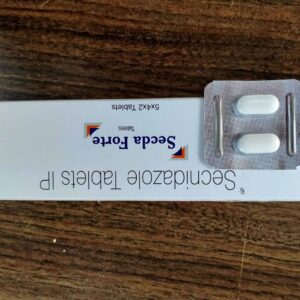 ℞
Secnidazole Tablets IP
Secda Forte
Tablets
5x4x2 Tablets